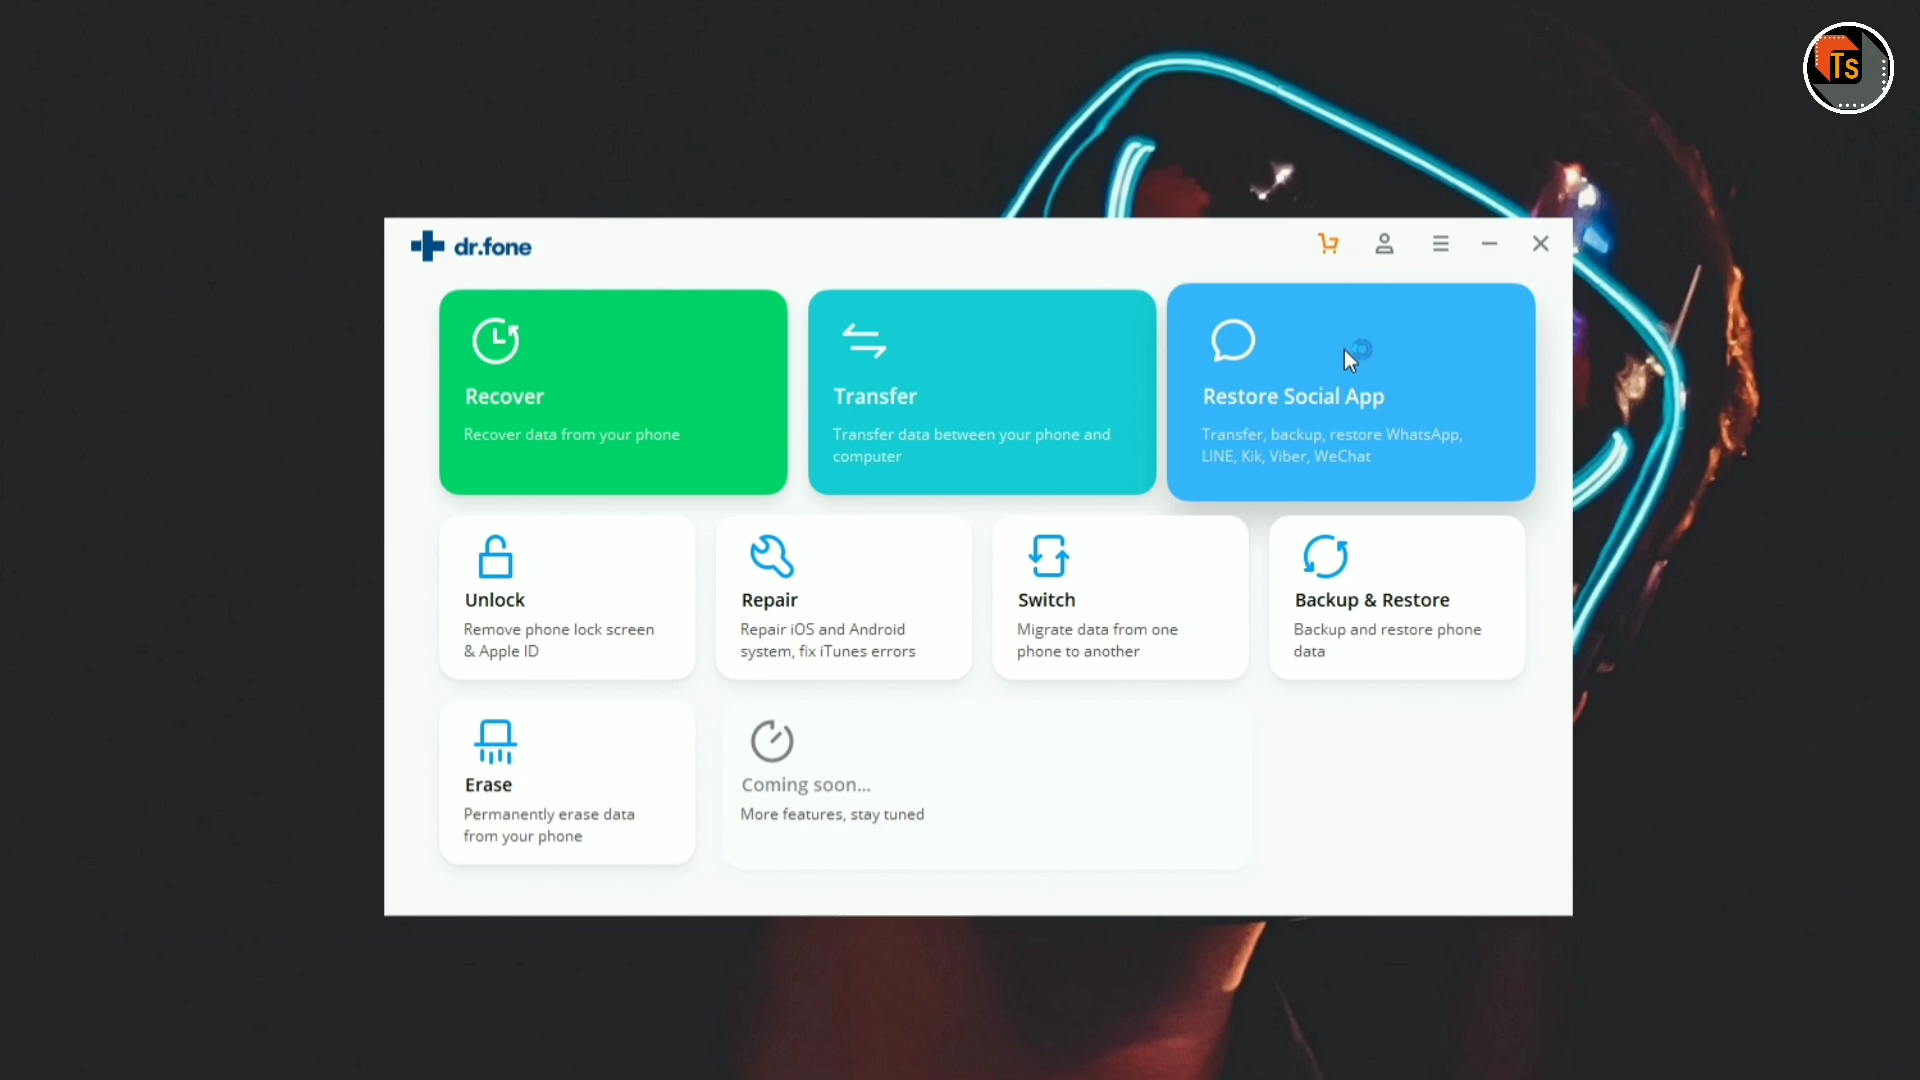 Ts
dr.fone
Recover
Recover data from your phone
Transfer
Transfer data between your phone and
computer
Restore Social App
Transfer, backup, restore WhatsApp,
LINE, Kik, Viber, WeChat
Unlock
Remove phone lock screen
& Apple ID
Repair
Repair iOS and Android
system, fix iTunes errors
Switch
Migrate data from one
phone to another
Backup & Restore
Backup and restore phone
data
Erase
Permanently erase data
from your phone
Coming soon...
More features, stay tuned